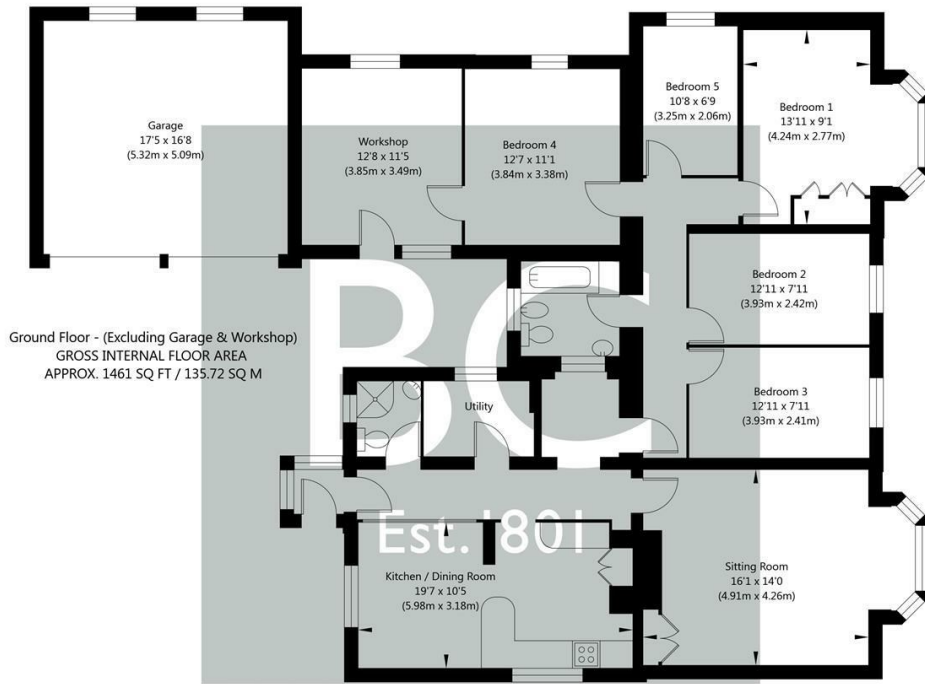 Garage
17'5 x 16'8
(5.32m x 5.09m)
Workshop
12'8 x 11'5
(3.85m x 3.49m)
Bedroom 4
12'7 x 11'1
(3.84m x 3.38m)
Bedroom 5
10'8 x 6'9
(3.25m x 2.06m)
Bedroom 1
13'11 x 9'1
(4.24m x 2.77m)
Bedroom 2
12'11 x 7'11
(3.93m x 2.42m)
Bedroom 3
12'11 x 7'11
(3.93m x 2.41m)
Ground Floor - (Excluding Garage & Workshop)
GROSS INTERNAL FLOOR AREA
APPROX. 1461 SQ FT / 135.72 SQ M
BC
Est. 1801
Utility
Kitchen / Dining Room
19'7 x 10'5
(5.98m x 3.18m)
Sitting Room
16'1 x 14'0
(4.91m x 4.26m)